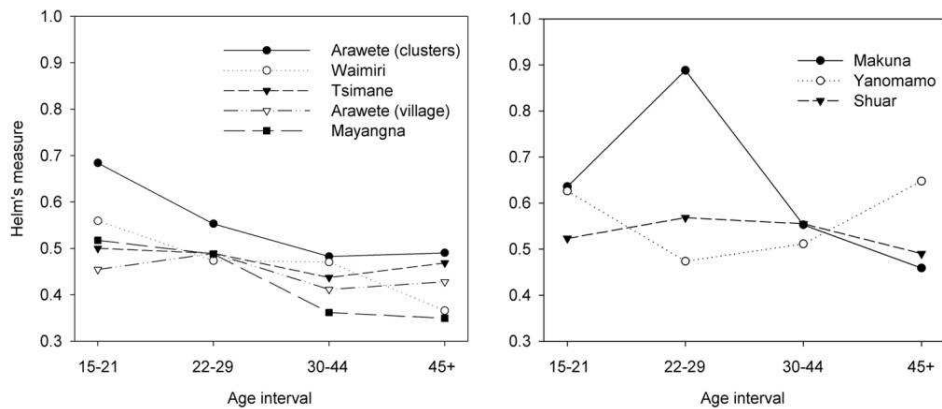 1.0
0.9
0.8
0.7
0.6
0.5
0.4
0.3
Helm's measure
Arawete (clusters)
Waimiri
Tsimane
Arawete (village)
Mayangna
15-21 22-29 30-44 45+
Age interval
1.0
0.9
0.8
0.7
0.6
0.5
0.4
0.3
Makuna
Yanomamo
Shuar
15-21 22-29 30-44 45+
Age interval